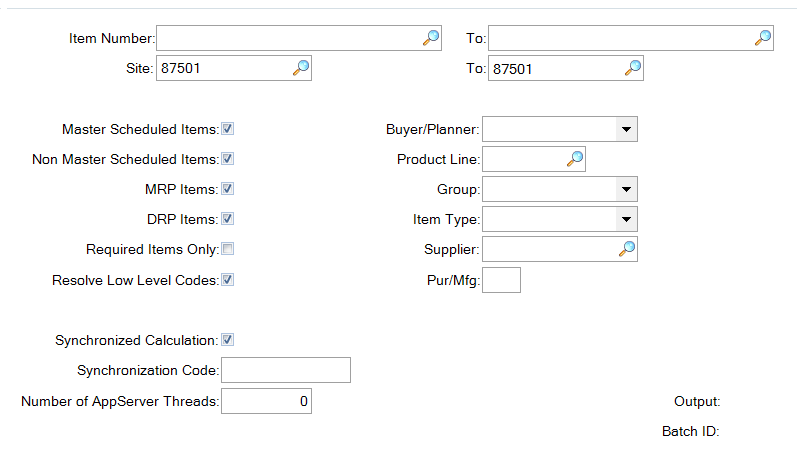 Item Number: To:
Site: 87501 To: 87501
Master Scheduled Items: Buyer/Planner:
Non Master Scheduled Items: Product Line:
MRP Items: Group:
DRP Items: Item Type:
Required Items Only: Supplier:
Resolve Low Level Codes: Pur/Mfg:
Synchronized Calculation:
Synchronization Code:
Number of AppServer Threads: 0 Output:
Batch ID: